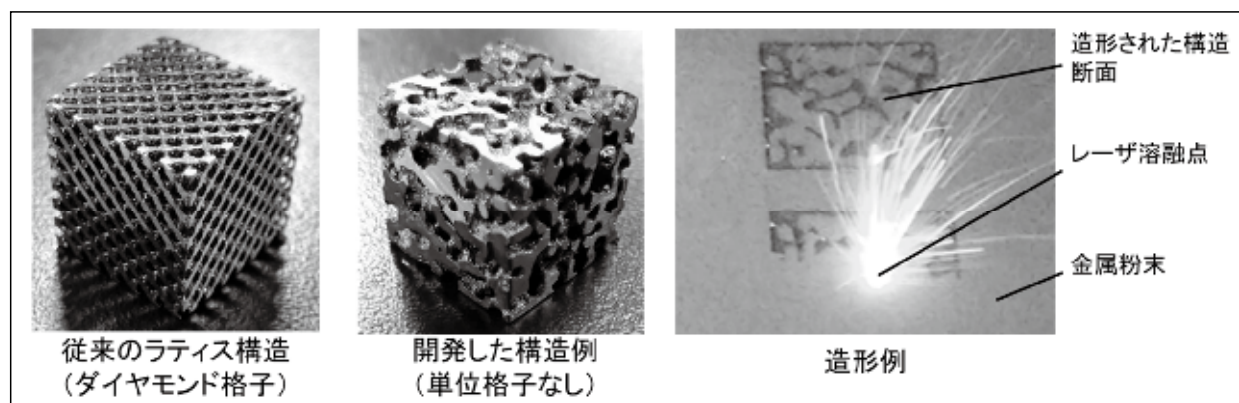 造形された構造
断面
レーザ溶融点
金属粉末
従来のラティス構造
（ダイヤモンド格子）
開発した構造例
（単位格子なし）
造形例